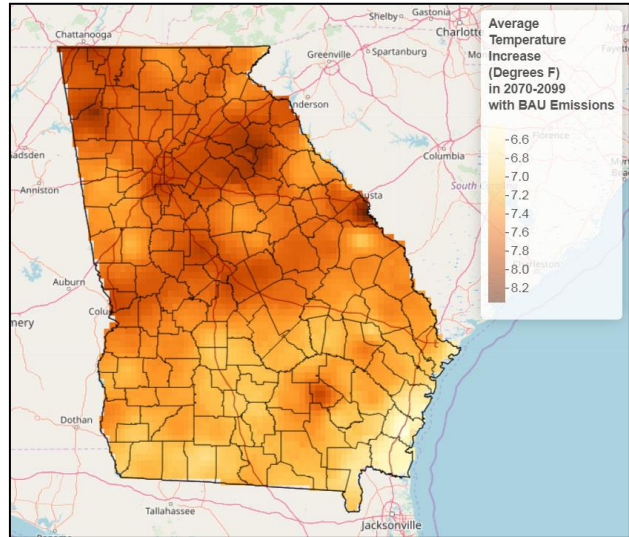 Chattanooga
Shelby
Gastonia
Charlotte
Greenville
Spartanburg
Anderson
Gadsden
Anniston
Columbia
Florence
Augusta
South
Auburn
Charleston
Dothan
Tallahassee
Jacksonville
Average
Temperature
Increase
(Degrees F)
in 2070-2099
with BAU Emissions
-6.6
-6.8
-7.0
-7.2
-7.4
-7.6
-7.8
-8.0
-8.2